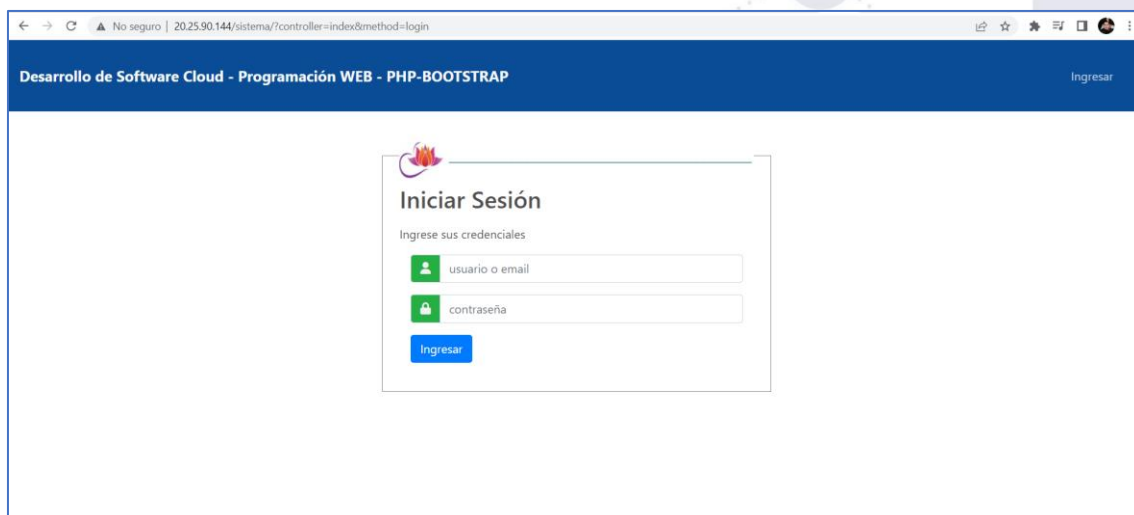 No seguro | 20.25.90.144/sistema/?controller=index&method=login
Desarrollo de Software Cloud - Programación WEB - PHP-BOOTSTRAP
Ingresar
Iniciar Sesión
Ingrese sus credenciales
usuario o email
contraseña
Ingresar